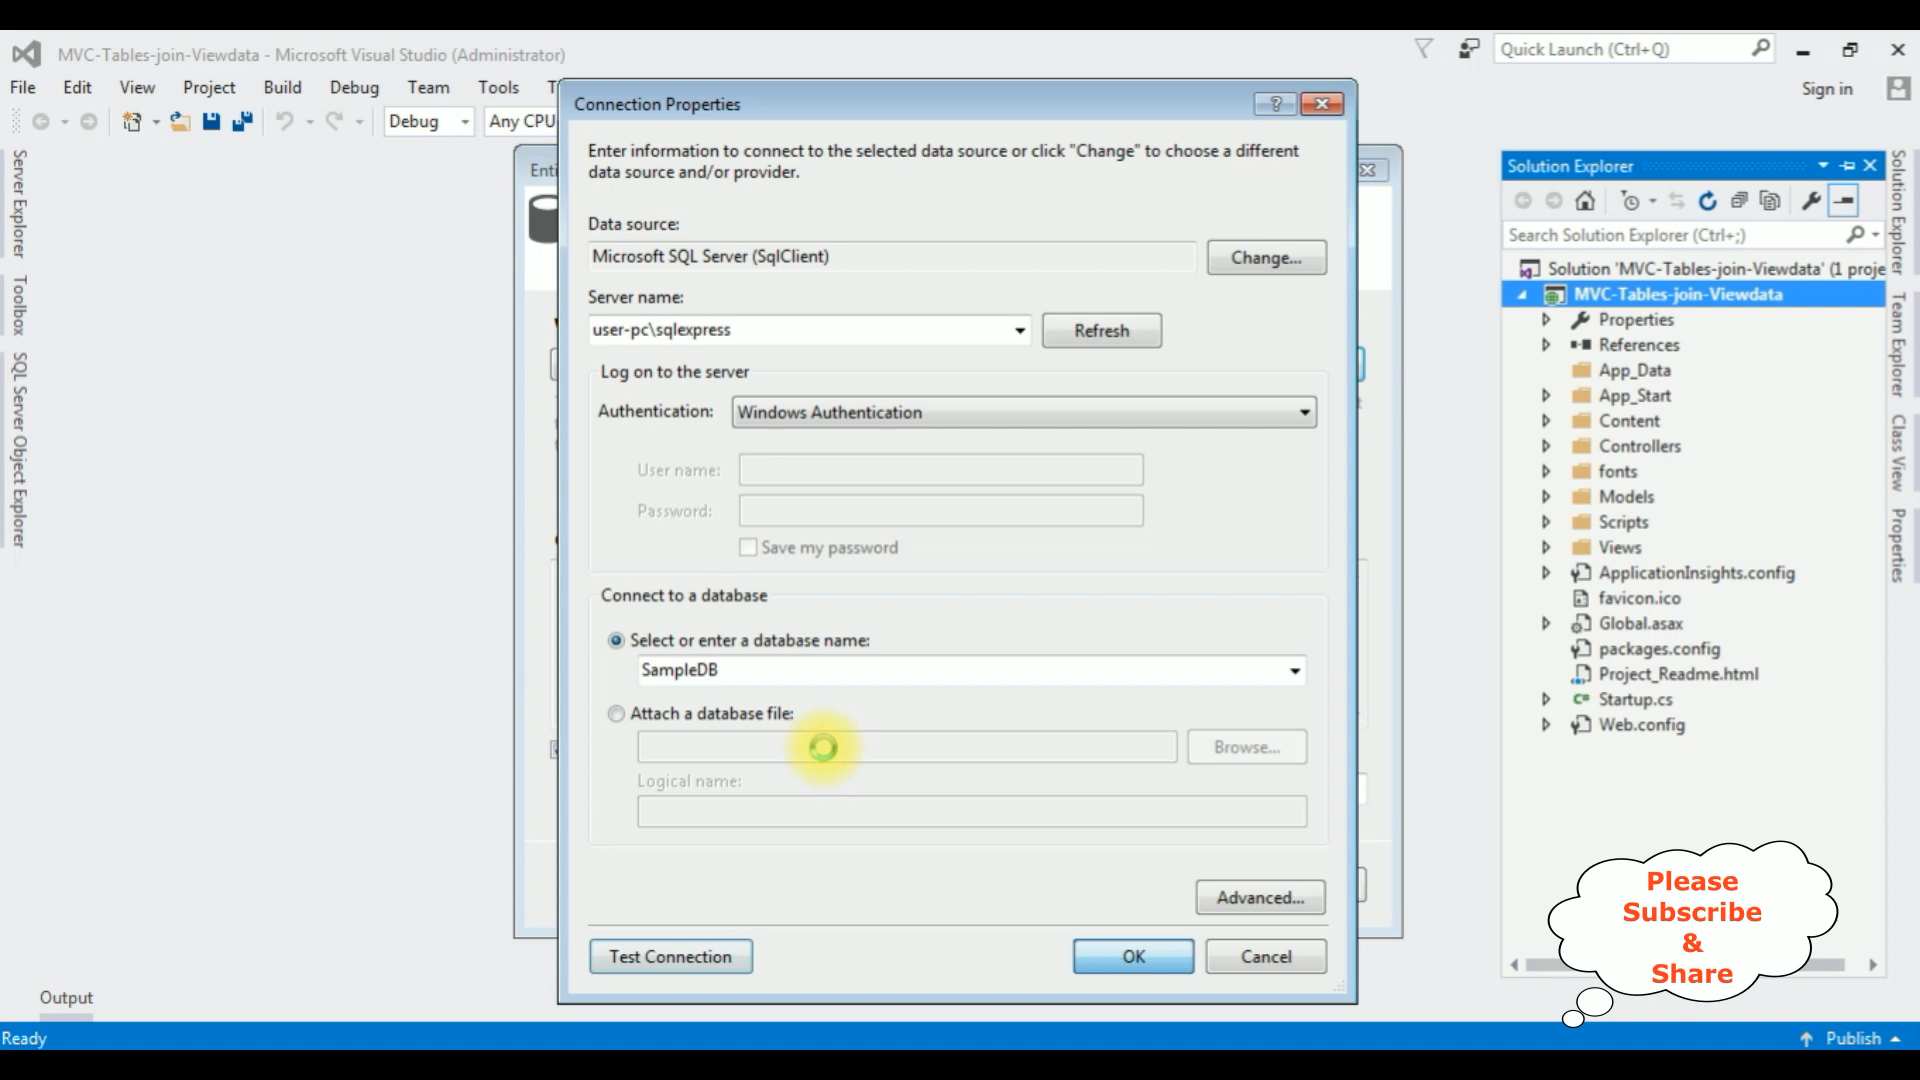 MVC-Tables-join-Viewdata - Microsoft Visual Studio (Administrator)
Quick Launch (Ctrl+Q)
File Edit View Project Build Debug Team Tools
Sign in
Debug
Any CPU
Server Explorer
Toolbox
SQL Server Object Explorer
Connection Properties
Enter information to connect to the selected data source or click "Change" to choose a different
data source and/or provider.
Data source:
Microsoft SQL Server (SqlClient)
Change...
Server name:
user-pc\sqlexpress
Refresh
Log on to the server
Authentication:
Windows Authentication
User name:
Password:
Save my password
Connect to a database
Select or enter a database name:
SampleDB
Attach a database file:
Browse...
Logical name:
Advanced...
Test Connection
OK
Cancel
Solution Explorer
Search Solution Explorer (Ctrl+;)
Solution 'MVC-Tables-join-Viewdata' (1 proje
MVC-Tables-join-Viewdata
Properties
References
App_Data
App_Start
Content
Controllers
fonts
Models
Scripts
Views
ApplicationInsights.config
favicon.ico
Global.asax
packages.config
Project_Readme.html
Startup.cs
Web.config
Solution Explorer
Team Explorer
Class View
Properties
Please
Subscribe
&
Share
Output
Ready
Publish